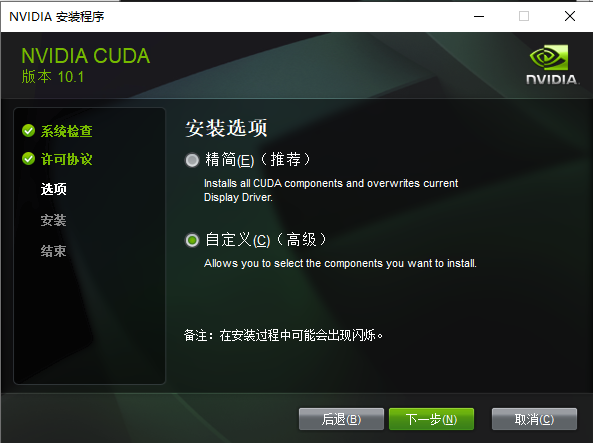 NVIDIA 安装程序
NVIDIA CUDA
版本 10.1
NVIDIA.
系统检查
许可协议
选项
安装
结束
安装选项
精简(E)（推荐）
Installs all CUDA components and overwrites current
Display Driver.
自定义(C)（高级）
Allows you to select the components you want to install.
备注：在安装过程中可能会出现闪烁。
后退(B)
下一步(N)
取消(C)